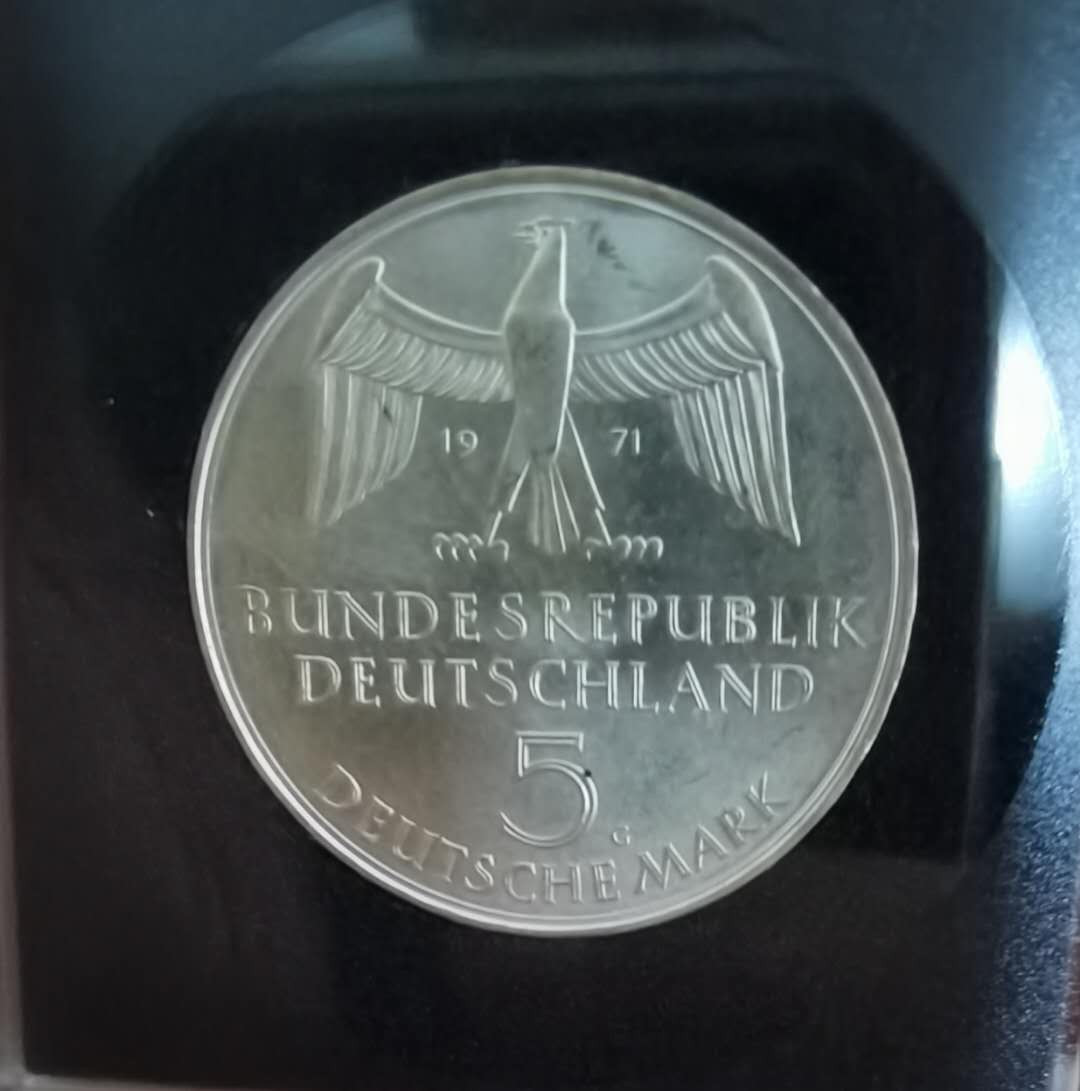 19 71
BUNDESREPUBLIK
DEUTSCHLAND
5
G
DEUTSCHE MARK